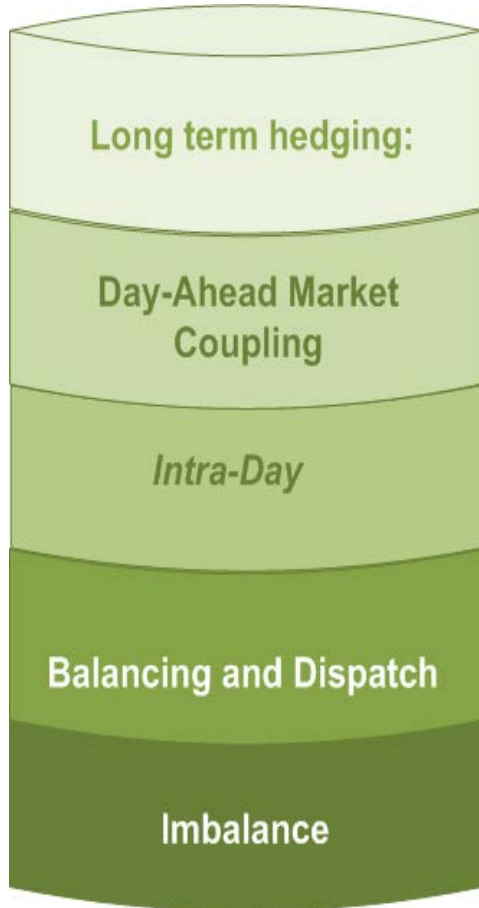 Long term hedging:
Day-Ahead Market
Coupling
Intra-Day
Balancing and Dispatch
Imbalance